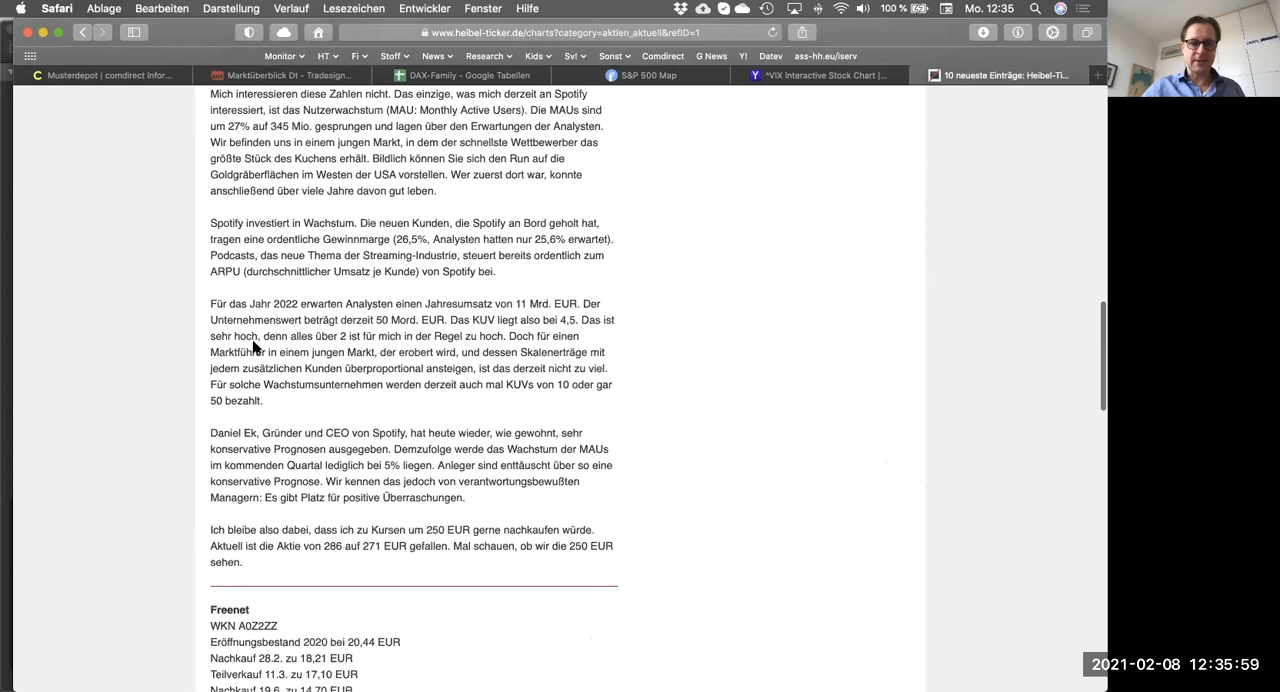 Safari Ablage Bearbeiten Darstellung Verlauf Lesezeichen Entwickler Fenster Hilfe 100 % Mo. 12:35
www.heibel-ticker.de/charts?category=aktien_aktuell&refID=1
Monitor HT Fi Stoff News Research Kids Sv! Sonst Comdirect G News Y! Datev ass-hh.eu/iserv
Musterdepot | comdirect Infor... Marktüberblick Dt - Tradesign... DAX-Family - Google Tabellen S&P 500 Map ^VIX Interactive Stock Chart |... 10 neueste Einträge: Heibel-Ti...
Mich interessieren diese Zahlen nicht. Das einzige, was mich derzeit an Spotify
interessiert, ist das Nutzerwachstum (MAU: Monthly Active Users). Die MAUs sind
um 27% auf 345 Mio. gesprungen und lagen über den Erwartungen der Analysten.
Wir befinden uns in einem jungen Markt, in dem der schnellste Wettbewerber das
größte Stück des Kuchens erhält. Bildlich können Sie sich den Run auf die
Goldgräberflächen im Westen der USA vorstellen. Wer zuerst dort war, konnte
anschließend über viele Jahre davon gut leben.
Spotify investiert in Wachstum. Die neuen Kunden, die Spotify an Bord geholt hat,
tragen eine ordentliche Gewinnmarge (26,5%, Analysten hatten nur 25,6% erwartet).
Podcasts, das neue Thema der Streaming-Industrie, steuert bereits ordentlich zum
ARPU (durchschnittlicher Umsatz je Kunde) von Spotify bei.
Für das Jahr 2022 erwarten Analysten einen Jahresumsatz von 11 Mrd. EUR. Der
Unternehmenswert beträgt derzeit 50 Mord. EUR. Das KUV liegt also bei 4,5. Das ist
sehr hoch, denn alles über 2 ist für mich in der Regel zu hoch. Doch für einen
Marktführer in einem jungen Markt, der erobert wird, und dessen Skalenerträge mit
jedem zusätzlichen Kunden überproportional ansteigen, ist das derzeit nicht zu viel.
Für solche Wachstumsunternehmen werden derzeit auch mal KUVs von 10 oder gar
50 bezahlt.
Daniel Ek, Gründer und CEO von Spotify, hat heute wieder, wie gewohnt, sehr
konservative Prognosen ausgegeben. Demzufolge werde das Wachstum der MAUs
im kommenden Quartal lediglich bei 5% liegen. Anleger sind enttäuscht über so eine
konservative Prognose. Wir kennen das jedoch von verantwortungsbewußten
Managern: Es gibt Platz für positive Überraschungen.
Ich bleibe also dabei, dass ich zu Kursen um 250 EUR gerne nachkaufen würde.
Aktuell ist die Aktie von 286 auf 271 EUR gefallen. Mal schauen, ob wir die 250 EUR
sehen.
Freenet
WKN A0Z2ZZ
Eröffnungsbestand 2020 bei 20,44 EUR
Nachkauf 28.2. zu 18,21 EUR
Teilverkauf 11.3. zu 17,10 EUR
Nachkauf 19.6. zu 14,70 EUR
2021-02-08 12:35:59